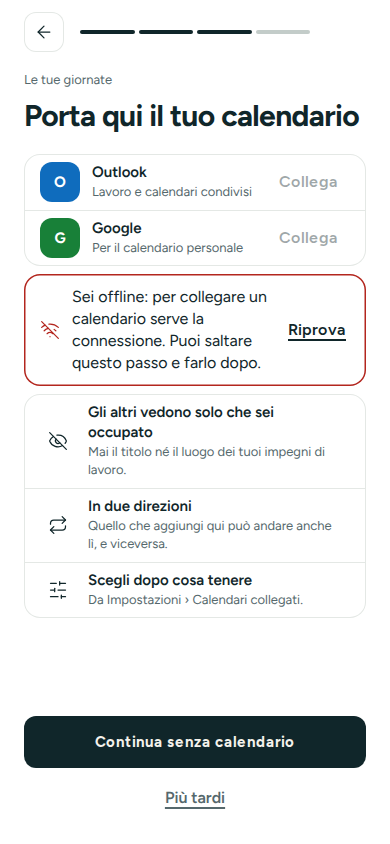 Le tue giornate
Porta qui il tuo calendario
O
Outlook
Lavoro e calendari condivisi
Collega
G
Google
Per il calendario personale
Collega
Sei offline: per collegare un
calendario serve la
connessione. Puoi saltare
questo passo e farlo dopo.
Riprova
Gli altri vedono solo che sei
occupato
Mai il titolo né il luogo dei tuoi impegni di
lavoro.
In due direzioni
Quello che aggiungi qui può andare anche
lì, e viceversa.
Scegli dopo cosa tenere
Da Impostazioni › Calendari collegati.
Continua senza calendario
Più tardi